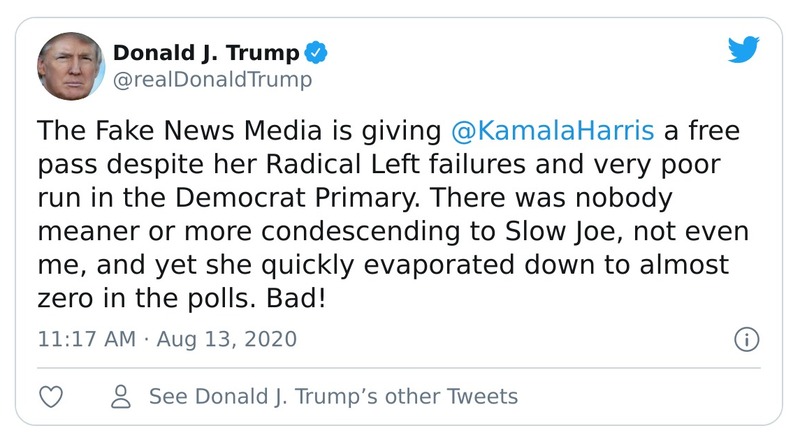 Donald J. Trump
@realDonaldTrump
The Fake News Media is giving @KamalaHarris a free
pass despite her Radical Left failures and very poor
run in the Democrat Primary. There was nobody
meaner or more condescending to Slow Joe, not even
me, and yet she quickly evaporated down to almost
zero in the polls. Bad!
11:17 AM · Aug 13, 2020
See Donald J. Trump’s other Tweets